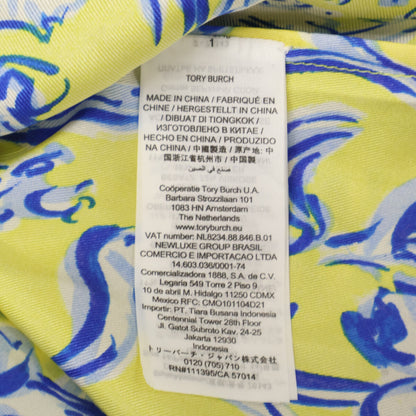 1
TORY BURCH
MADE IN CHINA / FABRIQUÉ EN
CHINE / HERGESTELLT IN CHINA
/ DIBUAT DI TIONGKOK /
ИЗГОТОВЛЕНО В КИТАЕ /
HECHO EN CHINA / PRODUZIDO
NA CHINA / 中國製造 / 原产地: 中
国浙江省杭州市 / 中国製 /
صنع في الصين
Coöperatie Tory Burch U.A.
Barbara Strozzilaan 101
1083 HN Amsterdam
The Netherlands
www.toryburch.com
VAT number: NL8234.88.846.B.01
NEWLUXE GROUP BRASIL
COMERCIO E IMPORTACAO LTDA
14.603.036/0001-74
Comercializadora 1888, S.A. de C.V.
Legaria 549 Torre 2 Piso 9,
10 de abril M. Hidalgo 11250 CDMX
Mexico RFC: CMO101104D21
Importir: PT. Tiara Busana Indonesia
Centennial Tower 28th Floor
Jl. Gatot Subroto Kav. 24-25
Jakarta 12930
Indonesia
トリーバーチ・ジャパン株式会社
0120 (705) 710
RN#111395/CA 57014